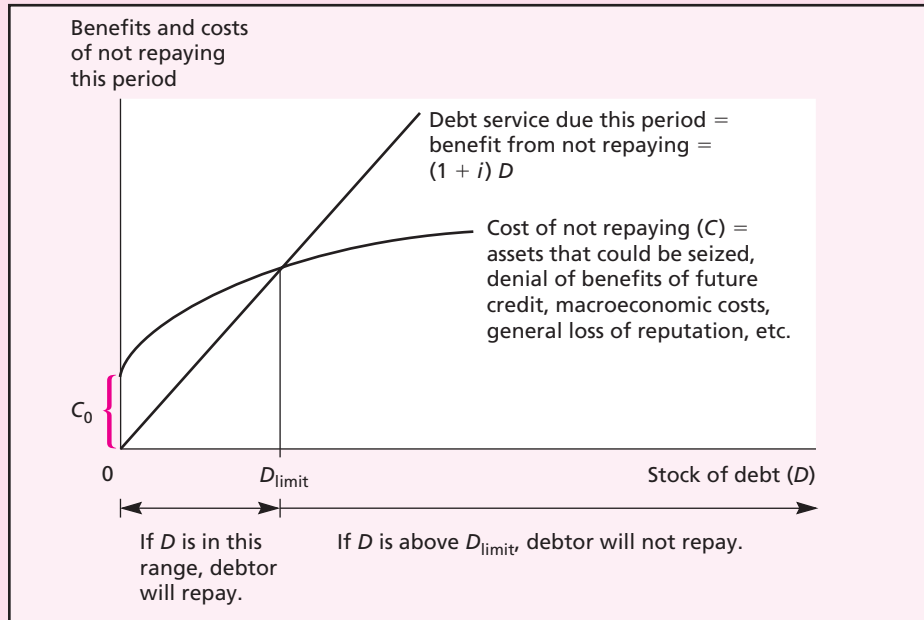 Benefits and costs
of not repaying
this period
Debt service due this period =
benefit from not repaying =
(1 + i) D
Cost of not repaying (C) =
assets that could be seized,
denial of benefits of future
credit, macroeconomic costs,
general loss of reputation, etc.
C0
0
Dlimit
Stock of debt (D)
If D is in this
range, debtor
will repay.
If D is above Dlimit, debtor will not repay.